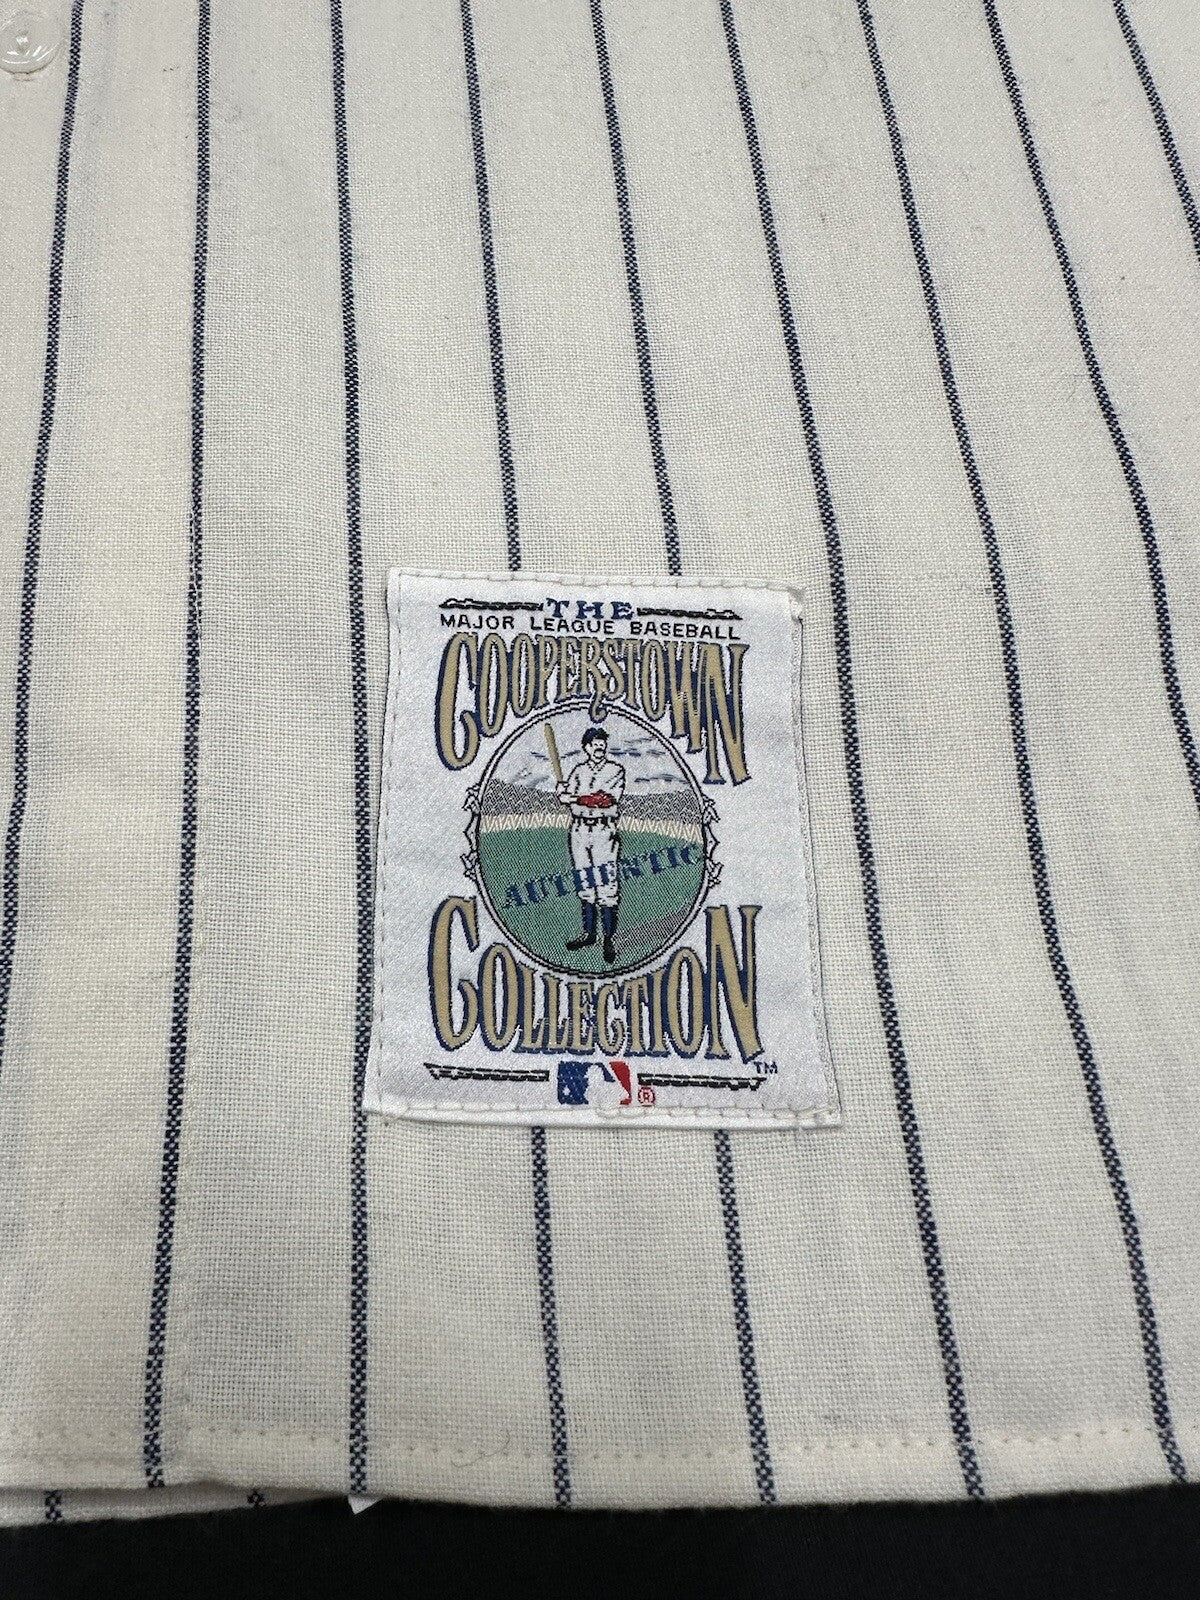 THE
MAJOR LEAGUE BASEBALL
COOPERSTOWN
AUTHENTIC
COLLECTION
TM
®